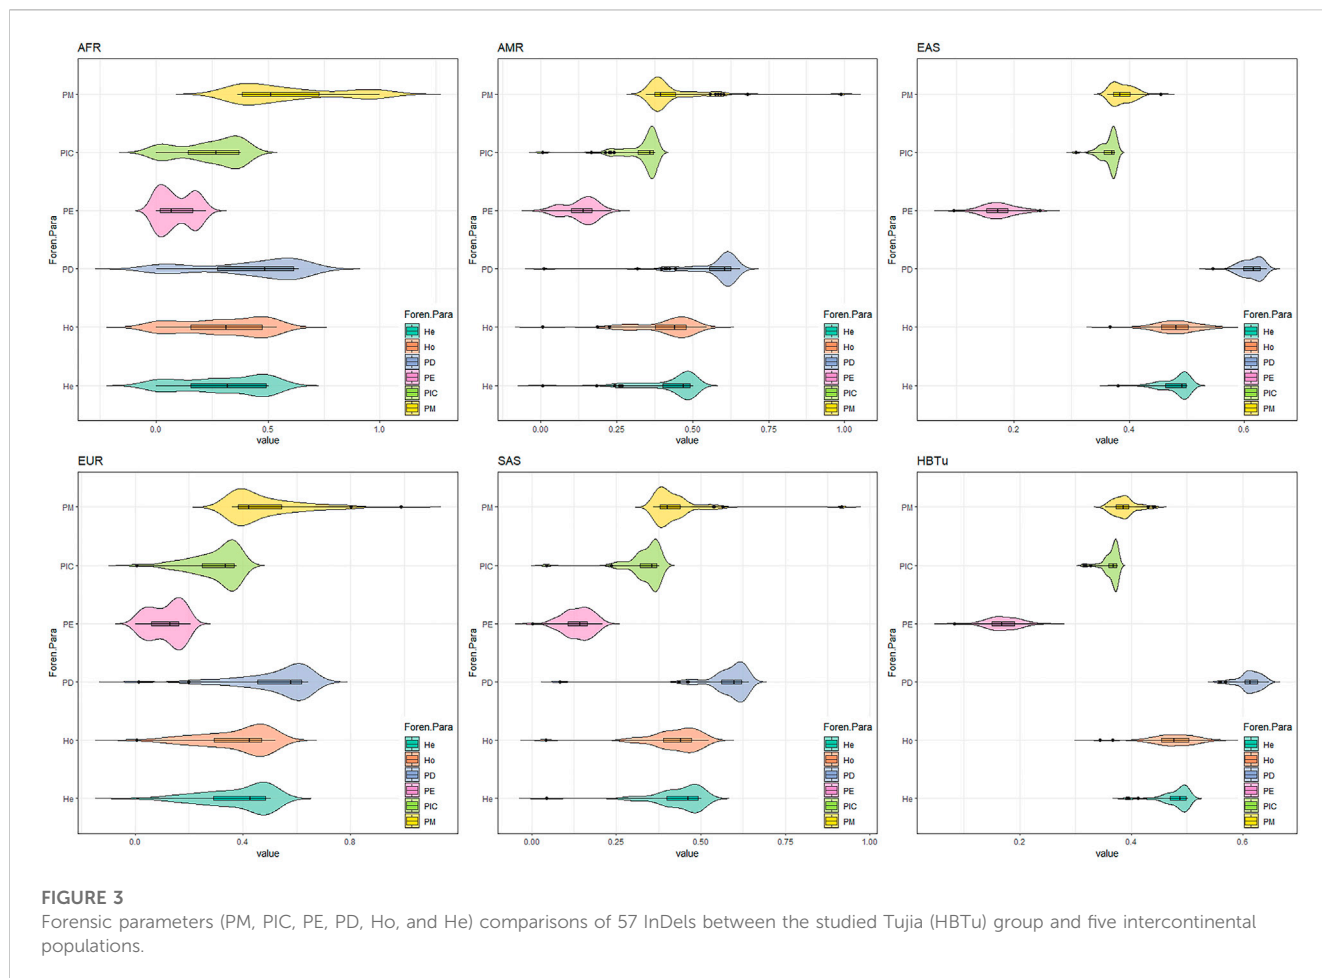 AFR
AMR
EAS
PM
PIC
PE
PD
Ho
He
Foren.Para
0.0
0.5
1.0
value
Foren.Para
He
Ho
PD
PE
PIC
PM
PM
PIC
PE
PD
Ho
He
Foren.Para
0.00
0.25
0.50
0.75
1.00
value
Foren.Para
He
Ho
PD
PE
PIC
PM
PM
PIC
PE
PD
Ho
He
Foren.Para
0.2
0.4
0.6
value
Foren.Para
He
Ho
PD
PE
PIC
PM
EUR
SAS
HBTu
PM
PIC
PE
PD
Ho
He
Foren.Para
0.0
0.4
0.8
value
Foren.Para
He
Ho
PD
PE
PIC
PM
PM
PIC
PE
PD
Ho
He
Foren.Para
0.00
0.25
0.50
0.75
1.00
value
Foren.Para
He
Ho
PD
PE
PIC
PM
PM
PIC
PE
PD
Ho
He
Foren.Para
0.2
0.4
0.6
value
Foren.Para
He
Ho
PD
PE
PIC
PM
FIGURE 3
Forensic parameters (PM, PIC, PE, PD, Ho, and He) comparisons of 57 InDels between the studied Tujia (HBTu) group and five intercontinental
populations.